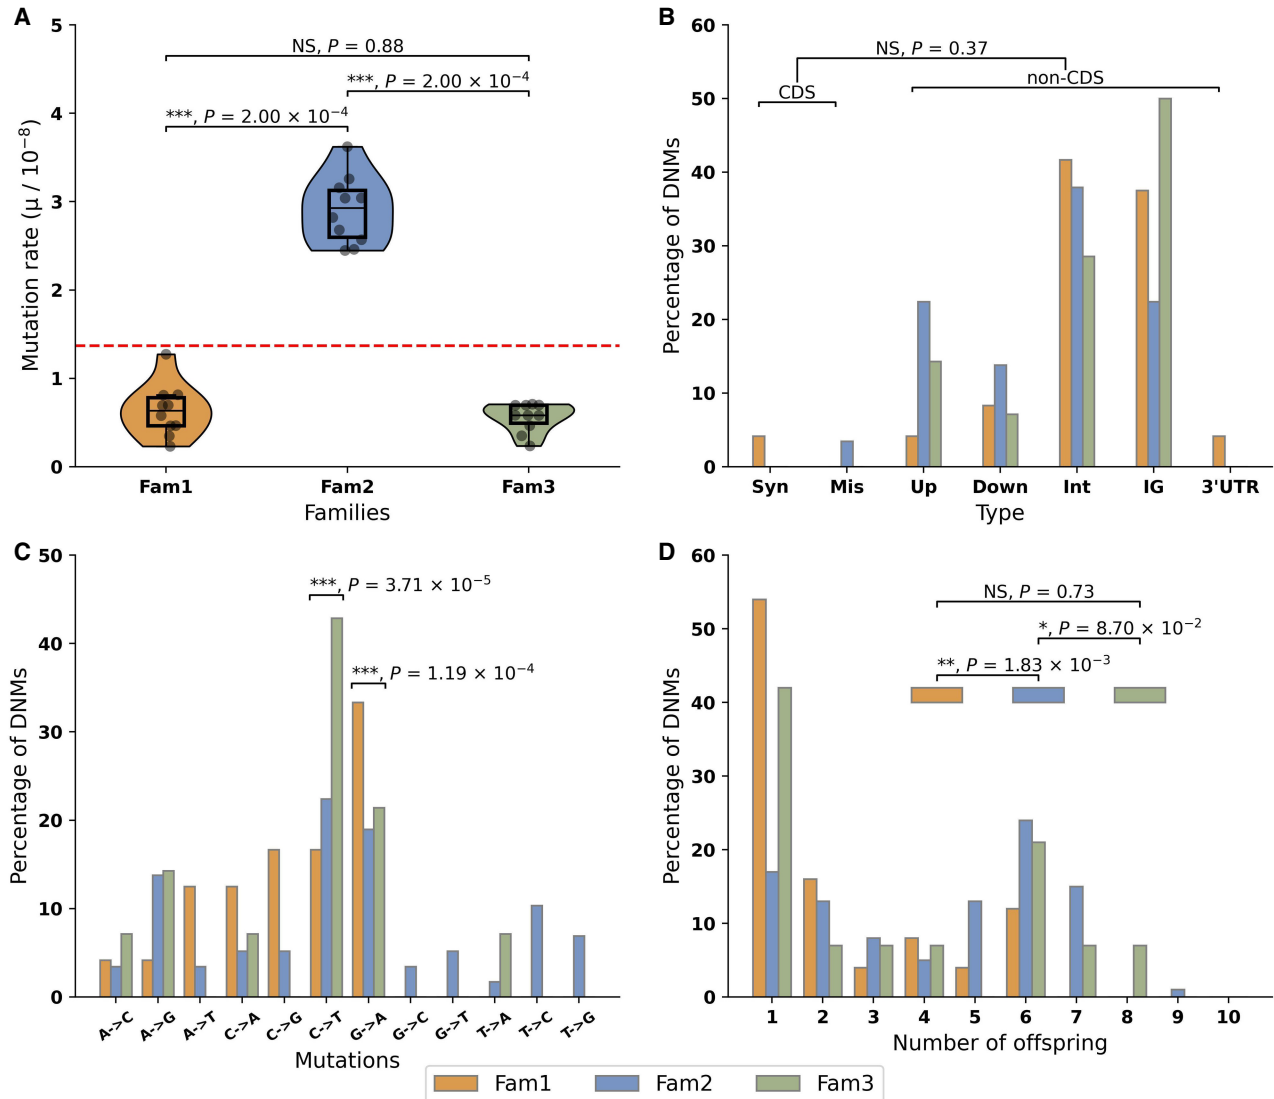 A
5
4
3
2
1
0
Mutation rate (μ / 10⁻⁸)
NS, P = 0.88
***, P = 2.00 × 10⁻⁴
***, P = 2.00 × 10⁻⁴
Fam1 Fam2 Fam3
Families
B
60
50
40
30
20
10
0
Percentage of DNMs
NS, P = 0.37
non-CDS
CDS
Syn Mis Up Down Int IG 3'UTR
Type
C
50
40
30
20
10
0
Percentage of DNMs
***, P = 3.71 × 10⁻⁵
***, P = 1.19 × 10⁻⁴
A->C A->G A->T C->A C->G C->T G->A G->C G->T T->A T->C T->G
Mutations
D
60
50
40
30
20
10
0
Percentage of DNMs
NS, P = 0.73
*, P = 8.70 × 10⁻²
**, P = 1.83 × 10⁻³
1 2 3 4 5 6 7 8 9 10
Number of offspring
Fam1 Fam2 Fam3